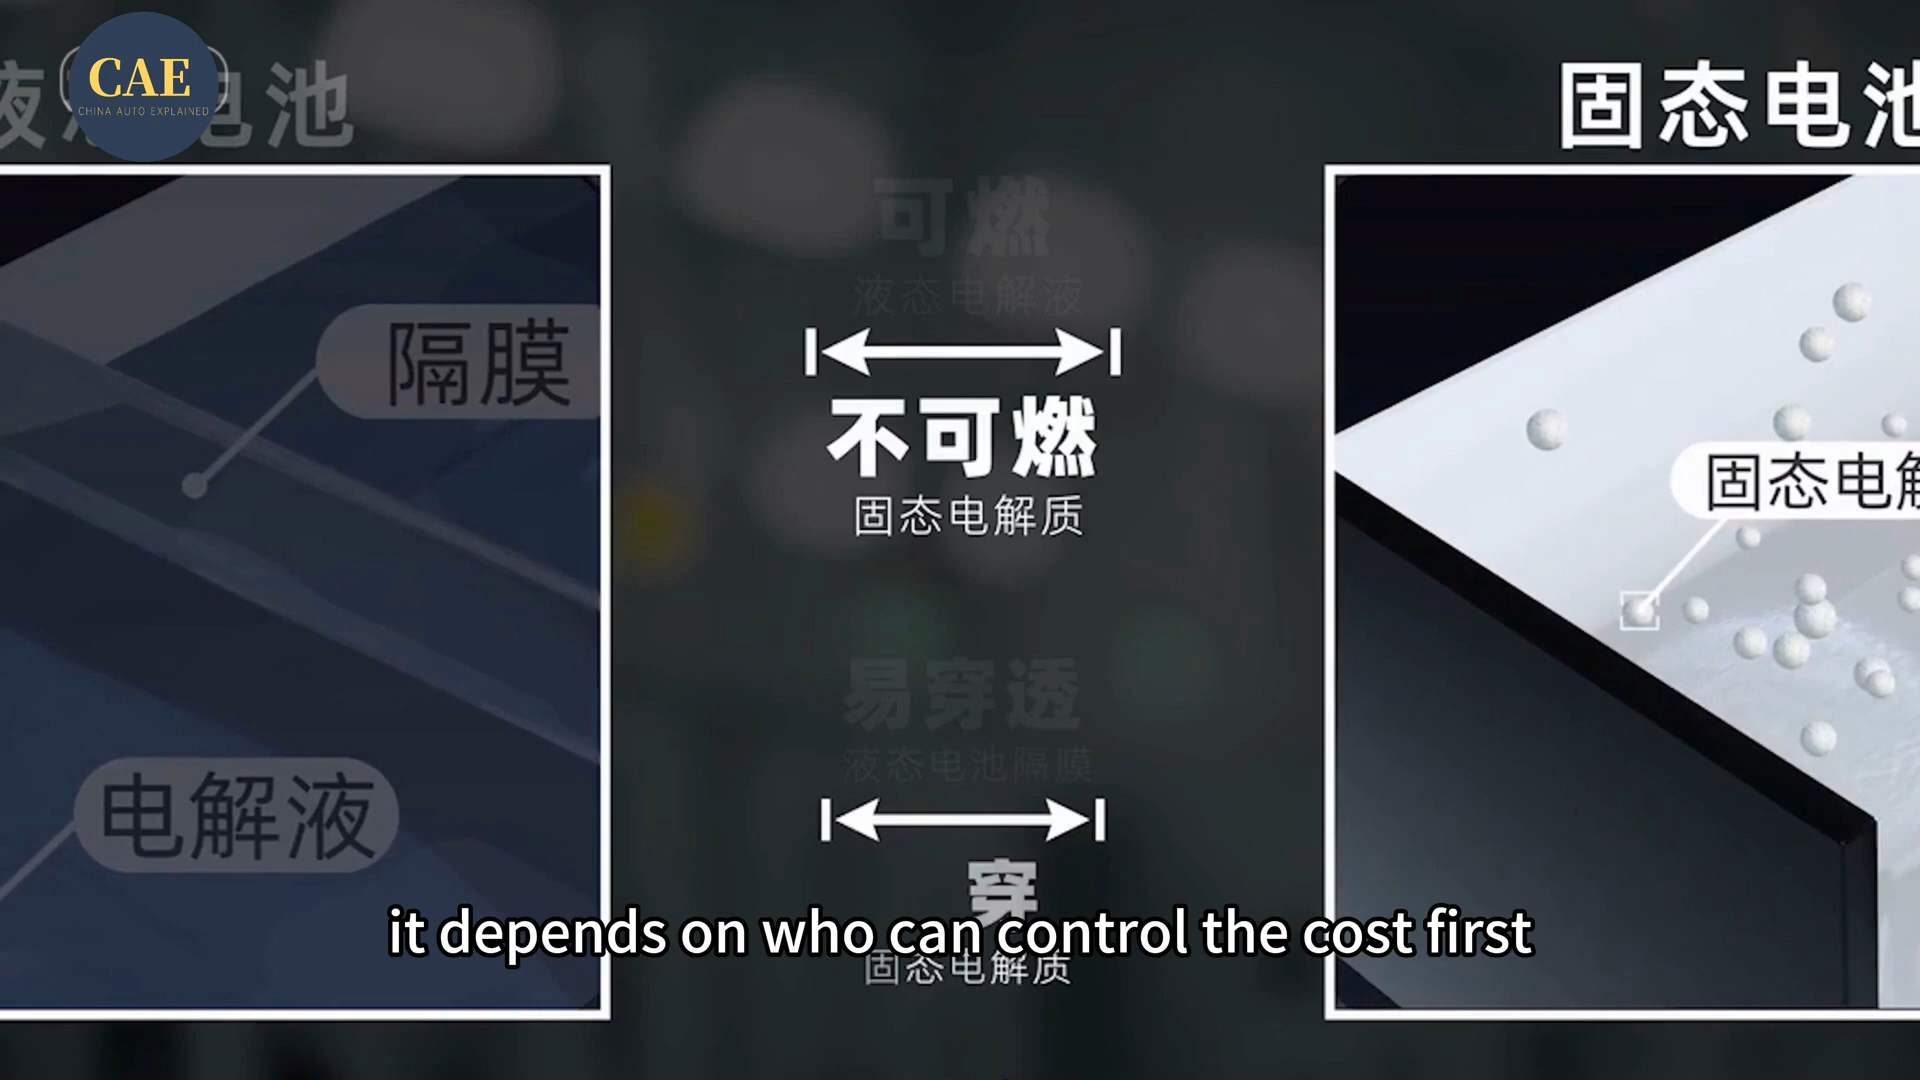 CAE
CHINA AUTO EXPLAINED
电池
固态电池
可燃
液态电解液
隔膜
不可燃
固态电解质
固态电解
易穿透
液态电池隔膜
电解液
穿
it depends on who can control the cost first
固态电解质